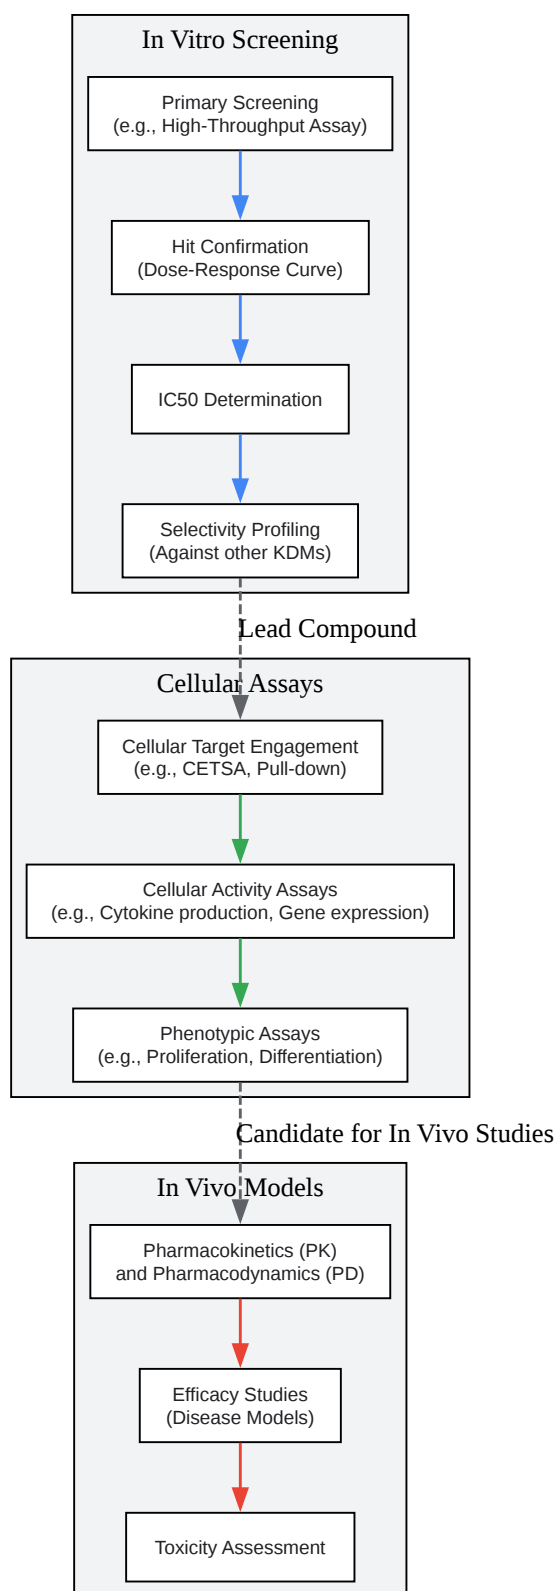 In Vitro Screening
Primary Screening
(e.g., High-Throughput Assay)
Hit Confirmation
(Dose-Response Curve)
IC50 Determination
Selectivity Profiling
(Against other KDMs)
Lead Compound
Cellular Assays
Cellular Target Engagement
(e.g., CETSA, Pull-down)
Cellular Activity Assays
(e.g., Cytokine production, Gene expression)
Phenotypic Assays
(e.g., Proliferation, Differentiation)
Candidate for In Vivo Studies
In Vivo Models
Pharmacokinetics (PK)
and Pharmacodynamics (PD)
Efficacy Studies
(Disease Models)
Toxicity Assessment